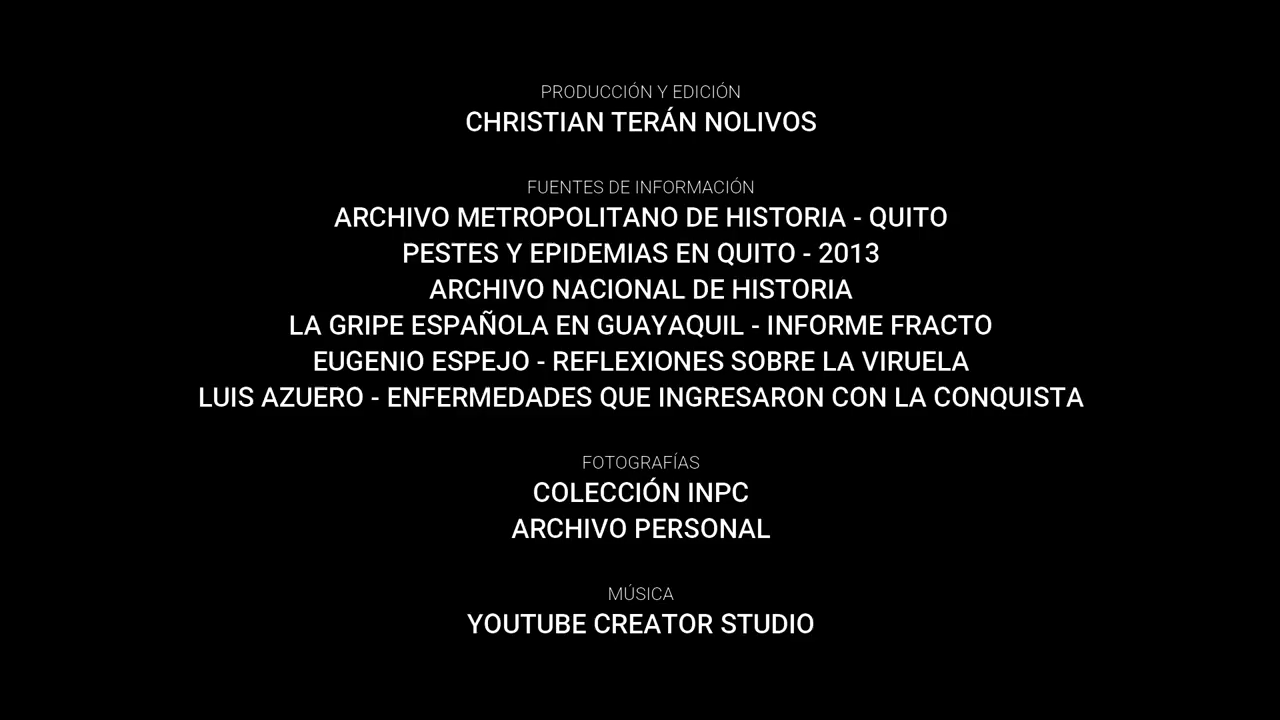 PRODUCCIÓN Y EDICIÓN
CHRISTIAN TERÁN NOLIVOS
FUENTES DE INFORMACIÓN
ARCHIVO METROPOLITANO DE HISTORIA - QUITO
PESTES Y EPIDEMIAS EN QUITO - 2013
ARCHIVO NACIONAL DE HISTORIA
LA GRIPE ESPAÑOLA EN GUAYAQUIL - INFORME FRACTO
EUGENIO ESPEJO - REFLEXIONES SOBRE LA VIRUELA
LUIS AZUERO - ENFERMEDADES QUE INGRESARON CON LA CONQUISTA
FOTOGRAFÍAS
COLECCIÓN INPC
ARCHIVO PERSONAL
MÚSICA
YOUTUBE CREATOR STUDIO